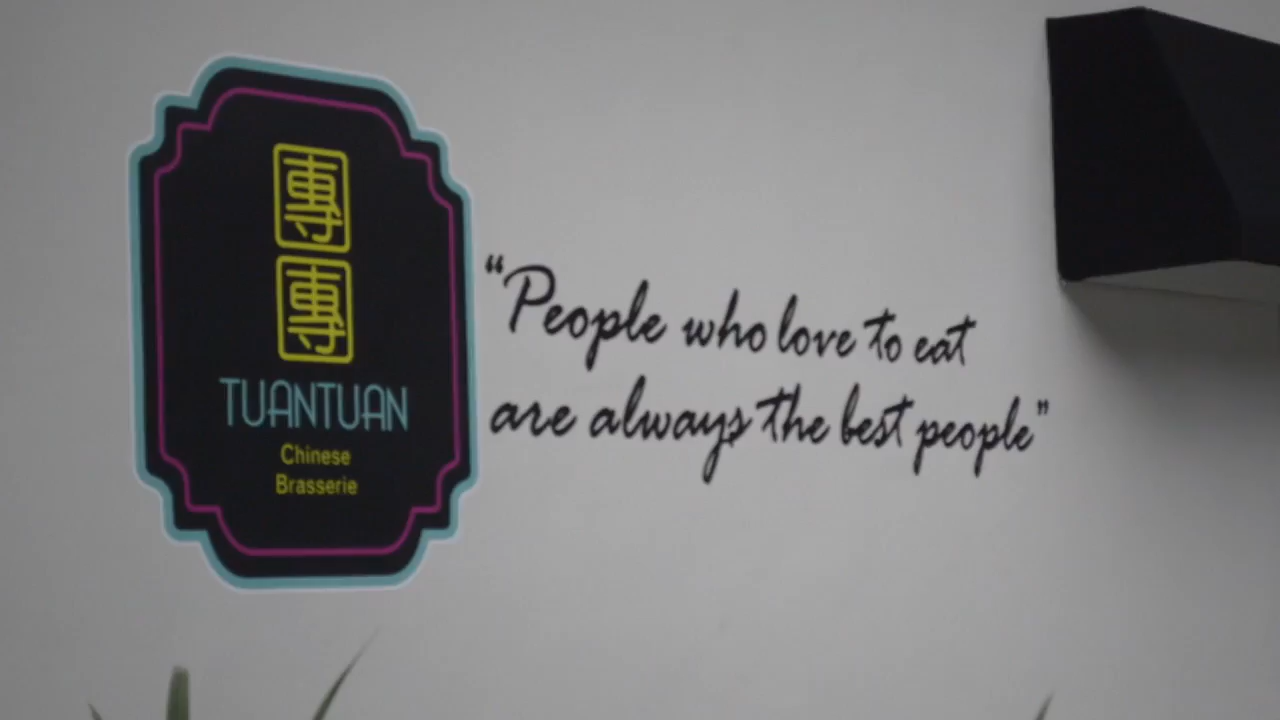 團
團
TUANTUAN
Chinese
Brasserie
“People who love to eat
are always the best people”